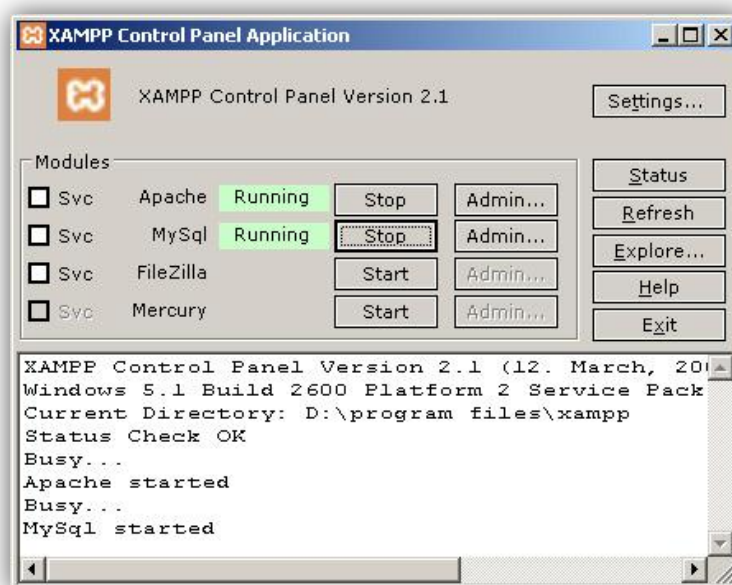 XAMPP Control Panel Application
XAMPP Control Panel Version 2.1
Settings...
Modules
Svc Apache Running Stop Admin...
Svc MySql Running Stop Admin...
Svc FileZilla Start Admin...
Svc Mercury Start Admin...
Status
Refresh
Explore...
Help
Exit
XAMPP Control Panel Version 2.1 (12. March, 20
Windows 5.1 Build 2600 Platform 2 Service Pack
Current Directory: D:\program files\xampp
Status Check OK
Busy...
Apache started
Busy...
MySql started